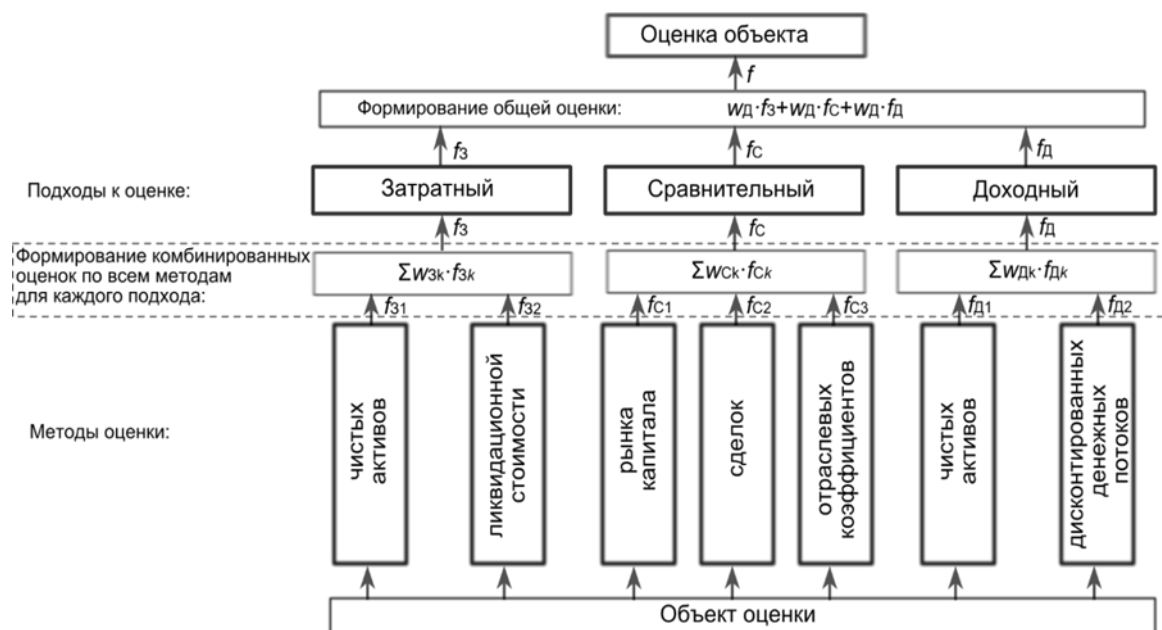 Оценка объекта
f
Формирование общей оценки: wД·fЗ+wД·fС+wД·fД
fЗ fС fД
Подходы к оценке: Затратный Сравнительный Доходный
fЗ fС fД
Формирование комбинированных
оценок по всем методам
для каждого подхода:
Σwзk·fзk Σwсk·fсk Σwдk·fдk
fЗ1 fЗ2 fС1 fС2 fС3 fД1 fД2
Методы оценки:
чистых
активов
ликвидационной
стоимости
рынка
капитала
сделок
отраслевых
коэффициентов
чистых
активов
дисконтированных
денежных
потоков
Объект оценки